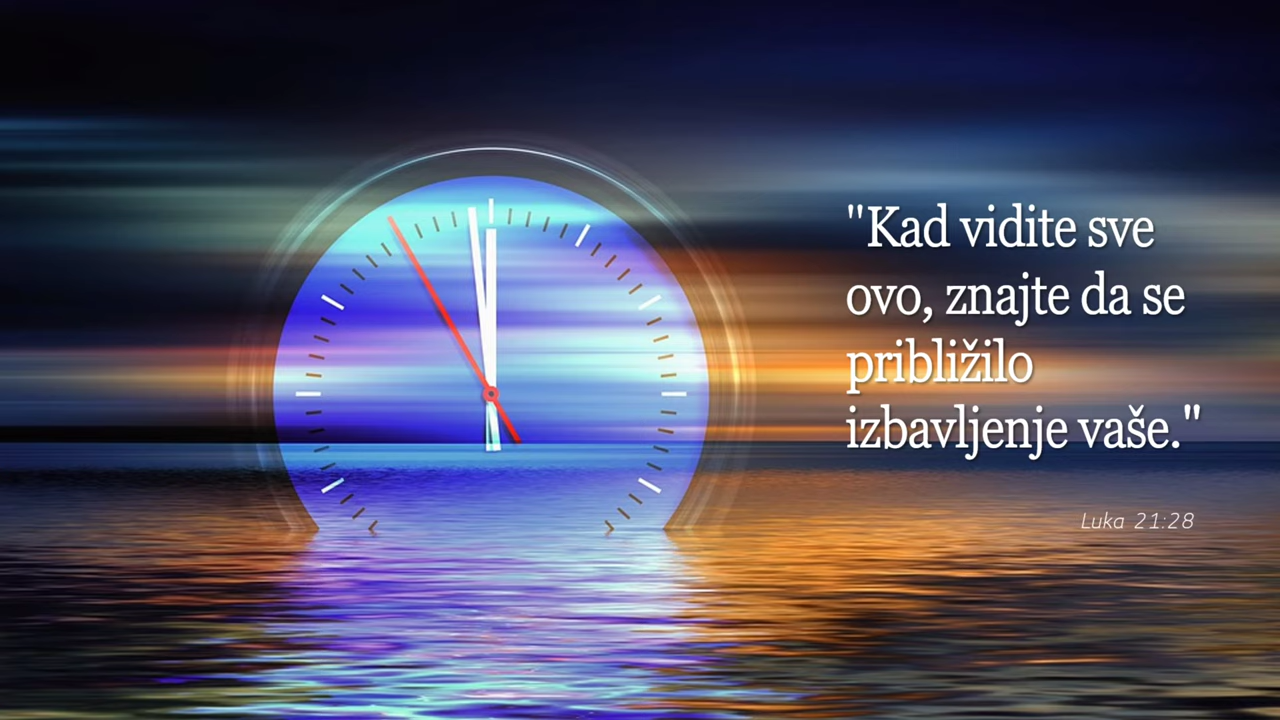 "Kad vidite sve
ovo, znajte da se
približilo
izbavljenje vaše."
Luka 21:28